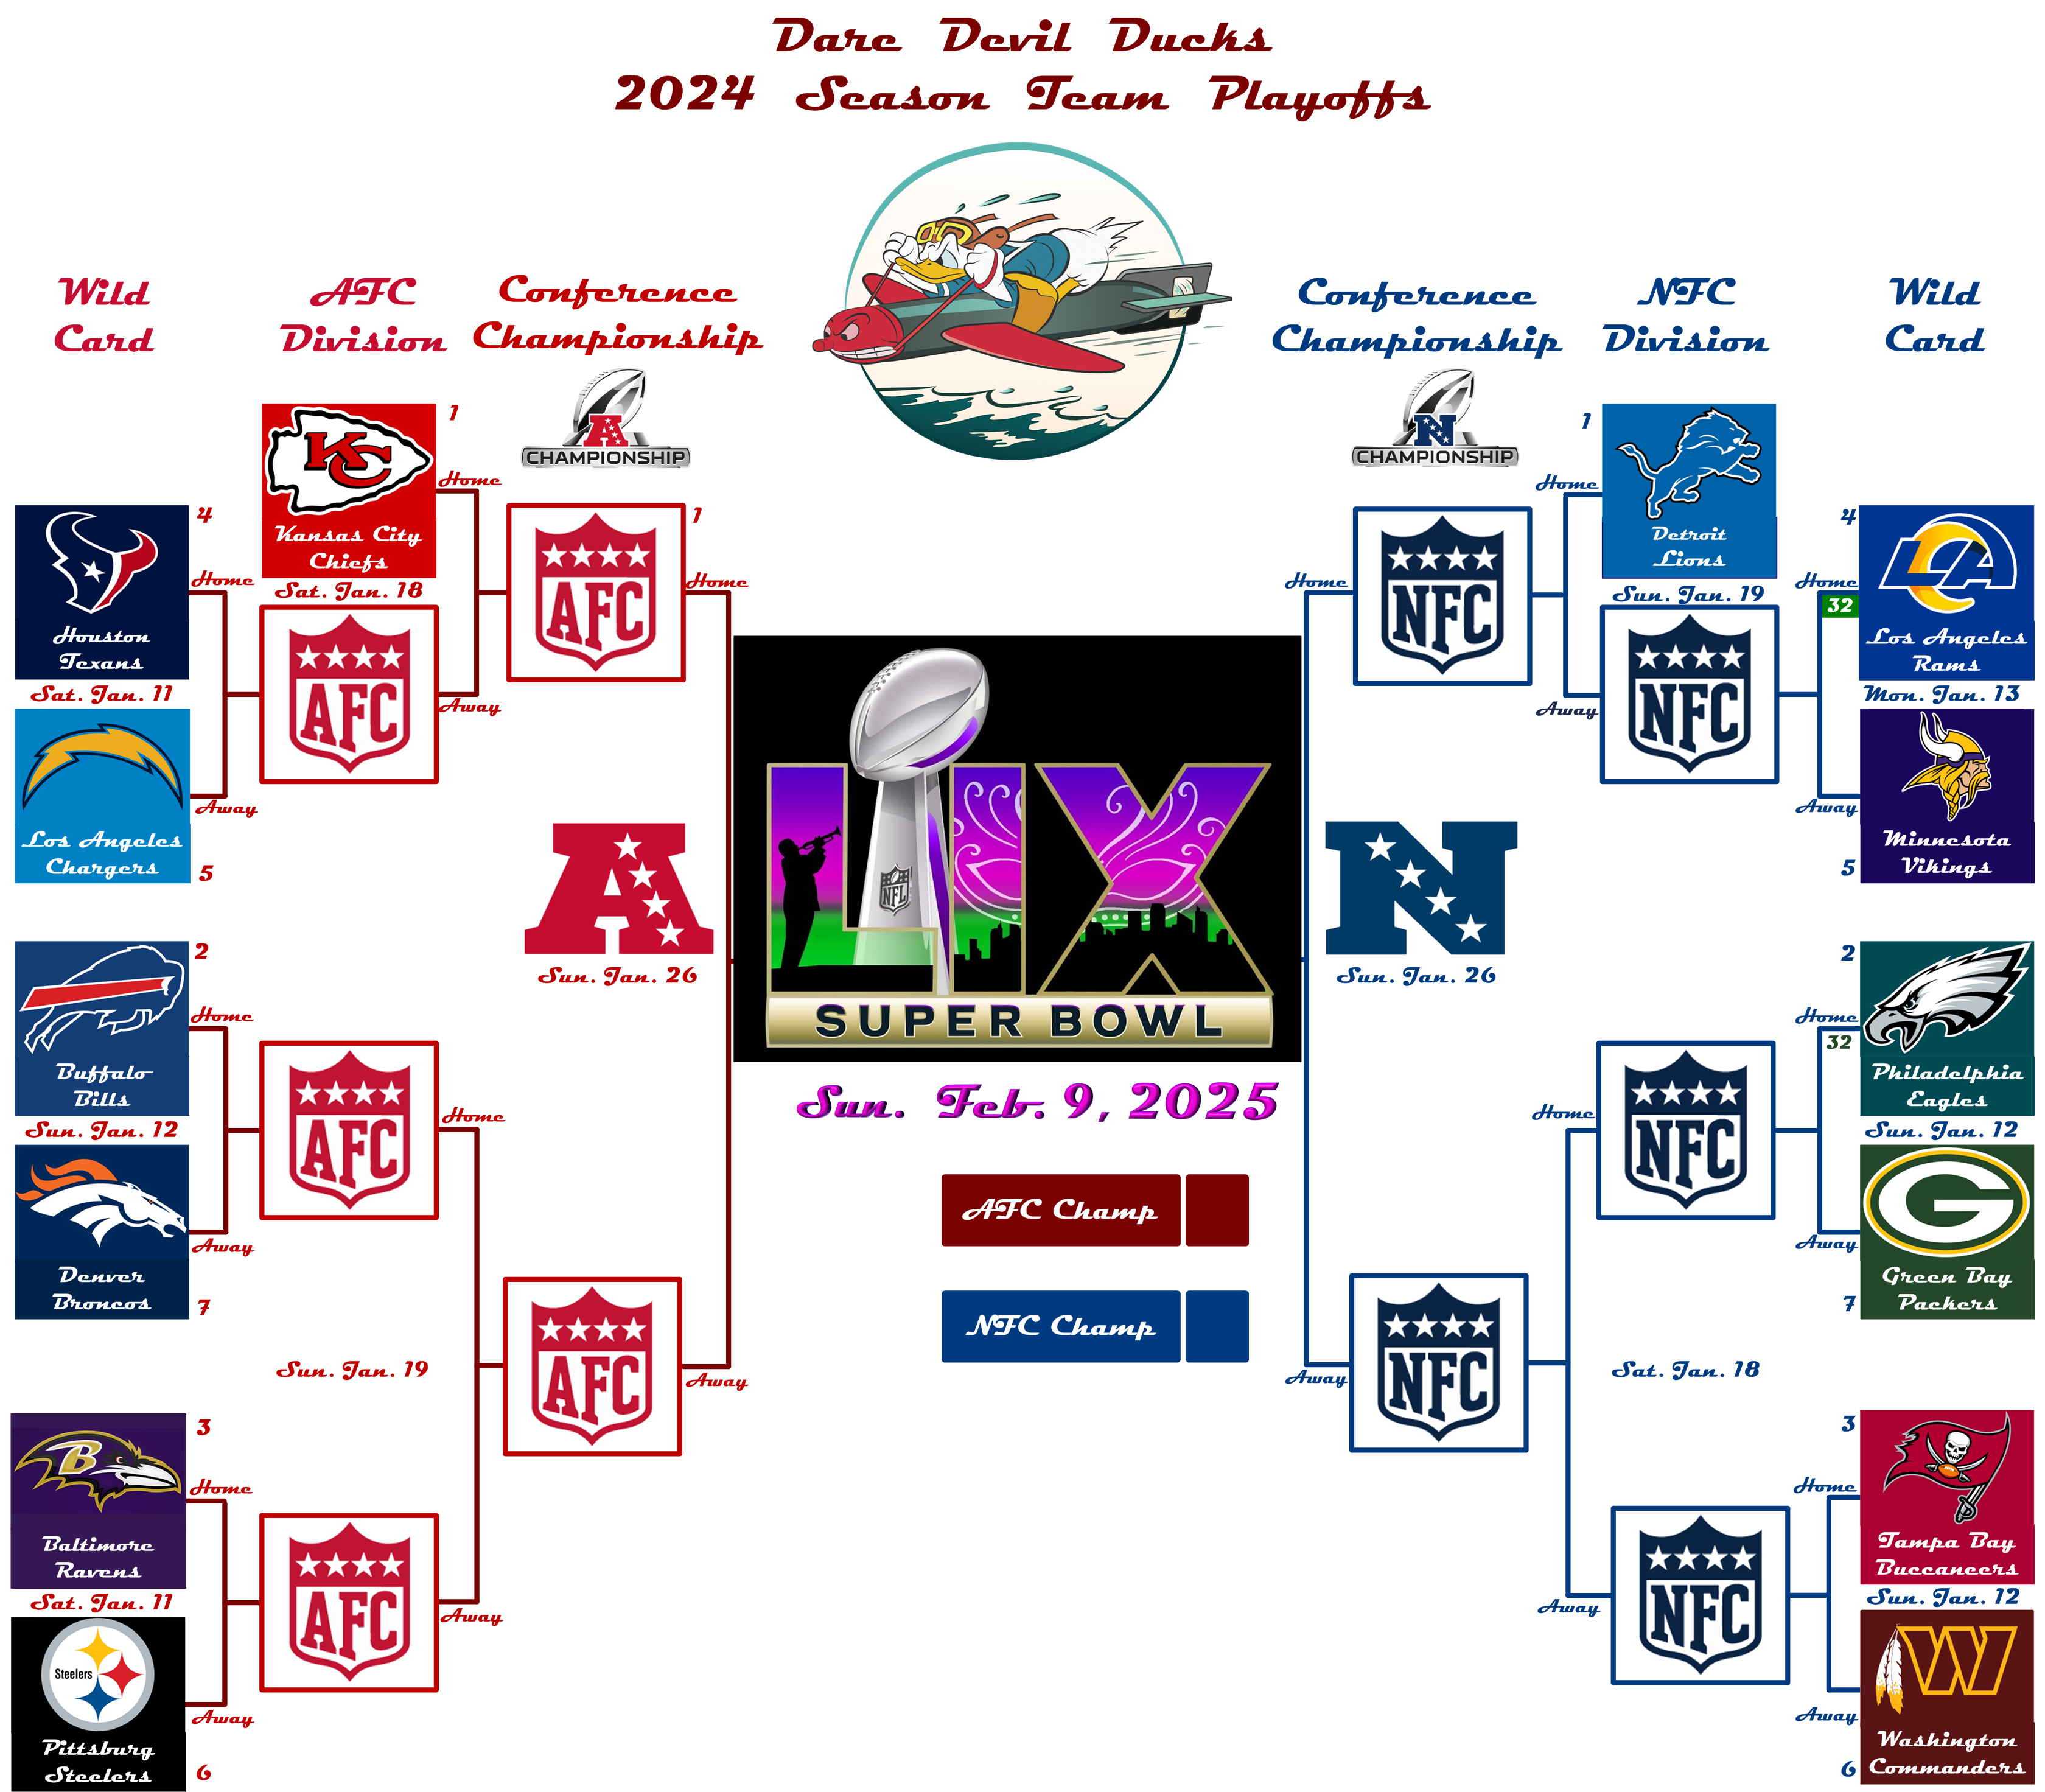 Dare Devil Ducks
2024 Season Team Playoffs
Wild
Card
AFC
Division
Conference
Championship
Conference
Championship
NFC
Division
Wild
Card
CHAMPIONSHIP
CHAMPIONSHIP
KC
Kansas City
Chiefs
1
Home
Sat. Jan. 18
AFC
Away
4
Home
Houston
Texans
Sat. Jan. 11
Los Angeles
Chargers
Away
5
AFC
1
Home
A
Sun. Jan. 26
2
Home
Buffalo
Bills
Sun. Jan. 12
Denver
Broncos
Away
7
AFC
Home
Sun. Jan. 19
AFC
Away
B
3
Home
Baltimore
Ravens
Sat. Jan. 11
Steelers
Pittsburg
Steelers
Away
6
AFC
Away
LIX
NFL
SUPER BOWL
Sun. Feb. 9, 2025
AFC Champ
NFC Champ
1
Home
Detroit
Lions
Sun. Jan. 19
NFC
Away
NFC
Home
4
Home
32
LA
Los Angeles
Rams
Mon. Jan. 13
Away
Minnesota
Vikings
5
N
Sun. Jan. 26
2
Home
32
Philadelphia
Eagles
Sun. Jan. 12
G
Away
Green Bay
Packers
7
NFC
Home
NFC
Away
Sat. Jan. 18
3
Home
Tampa Bay
Buccaneers
Sun. Jan. 12
W
Away
Washington
Commanders
6
NFC
Away